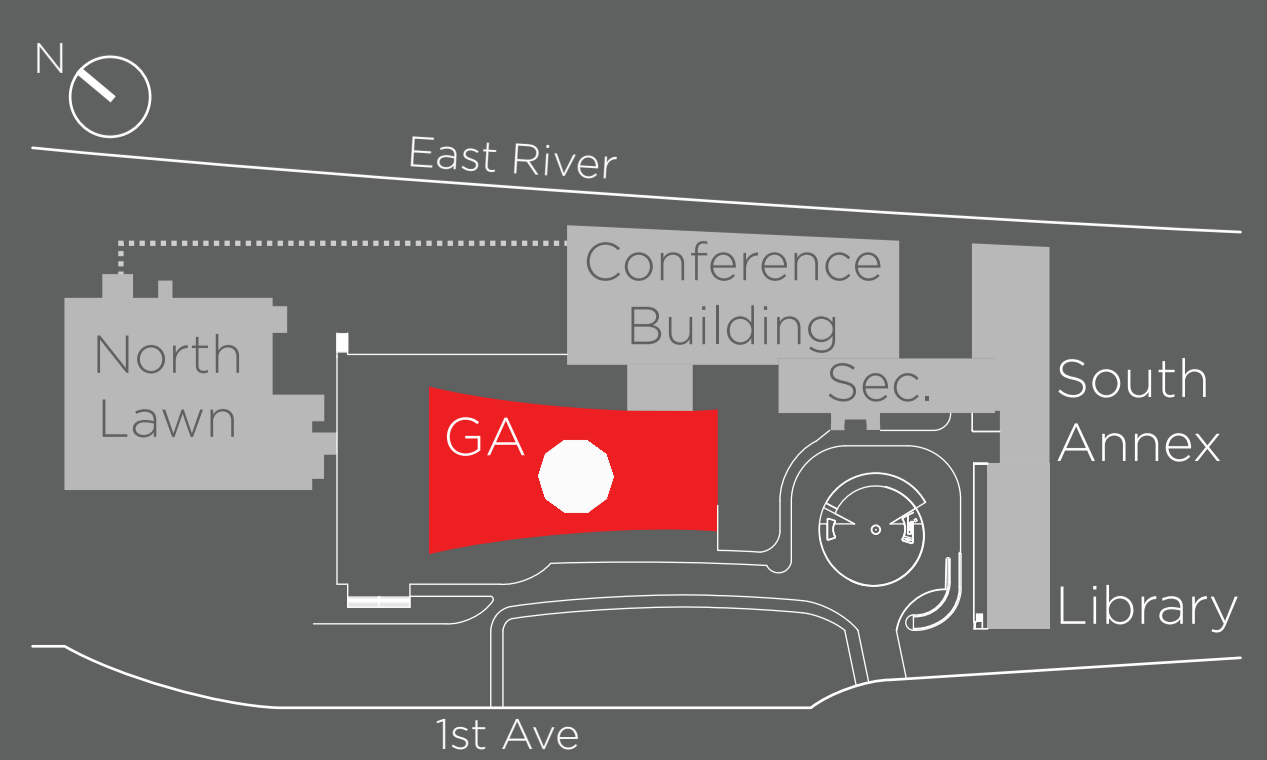 N
East River
Conference
Building
North
Lawn
Sec.
South
Annex
GA
Library
1st Ave